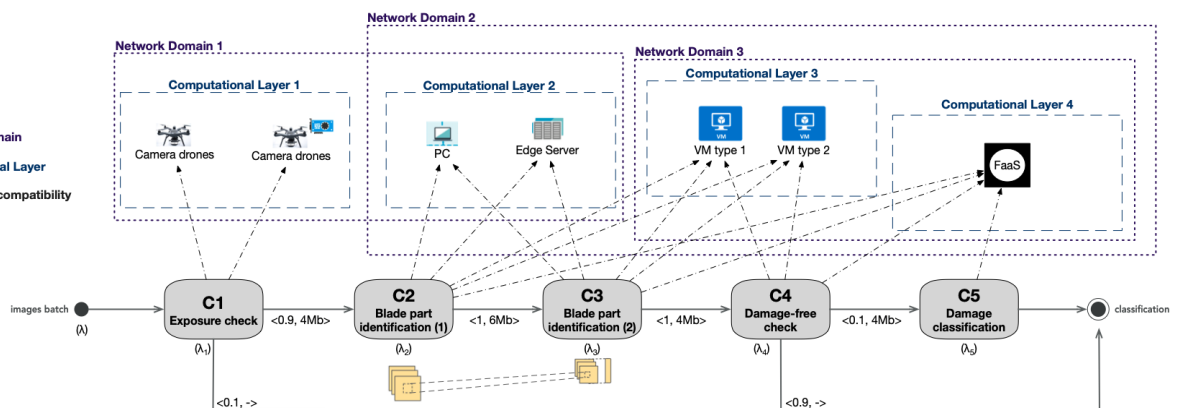 Network Domain 2
Network Domain 1
Network Domain 3
Computational Layer 1
Computational Layer 2
Computational Layer 3
Computational Layer 4
Camera drones
Camera drones
PC
Edge Server
VM
VM type 1
VM
VM type 2
FaaS
main
al Layer
compatibility
images batch
(λ)
C1
Exposure check
(λ₁)
<0.9, 4Mb>
C2
Blade part
identification (1)
(λ₂)
<1, 6Mb>
C3
Blade part
identification (2)
(λ₃)
<1, 4Mb>
C4
Damage-free
check
(λ₄)
<0.1, 4Mb>
C5
Damage
classification
(λ₅)
classification
<0.1, ->
<0.9, ->